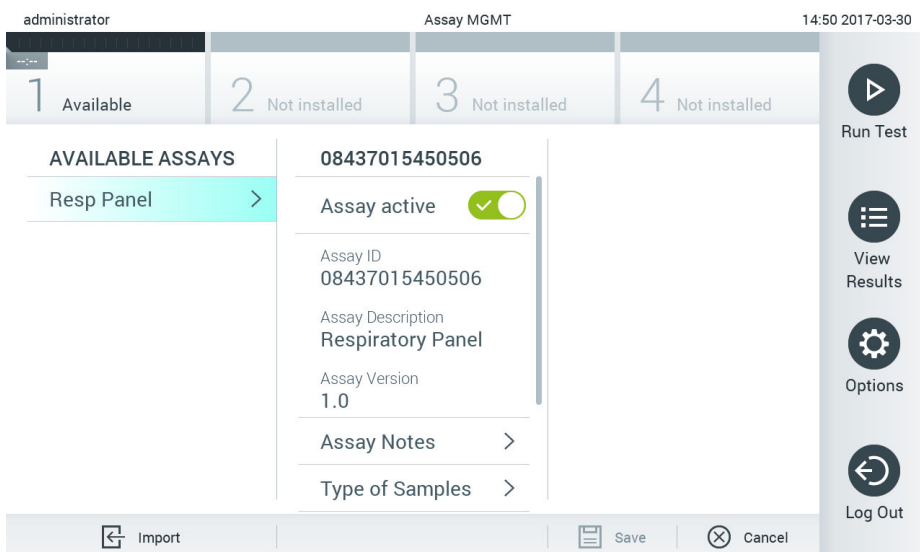 administrator
Assay MGMT
14:50 2017-03-30
--:--
1 Available
2 Not installed
3 Not installed
4 Not installed
Run Test
View
Results
Options
Log Out
AVAILABLE ASSAYS
Resp Panel
08437015450506
Assay active
Assay ID
08437015450506
Assay Description
Respiratory Panel
Assay Version
1.0
Assay Notes
Type of Samples
Import
Save
Cancel